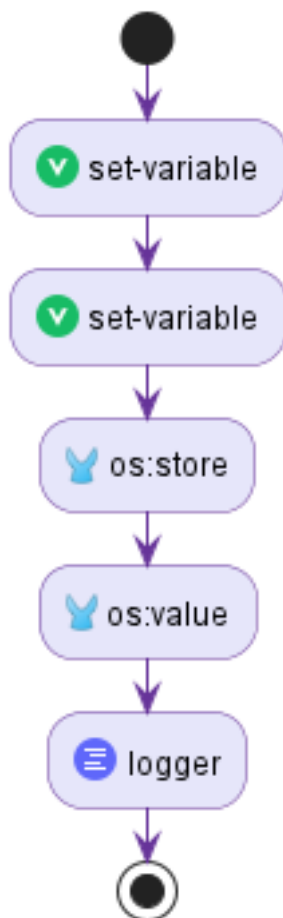 set-variable
set-variable
os:store
os:value
logger